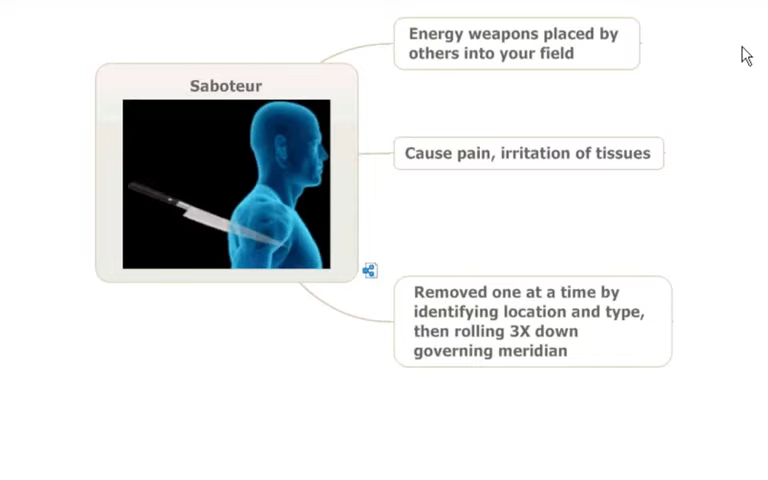 Saboteur
Energy weapons placed by
others into your field
Cause pain, irritation of tissues
Removed one at a time by
identifying location and type,
then rolling 3X down
governing meridian